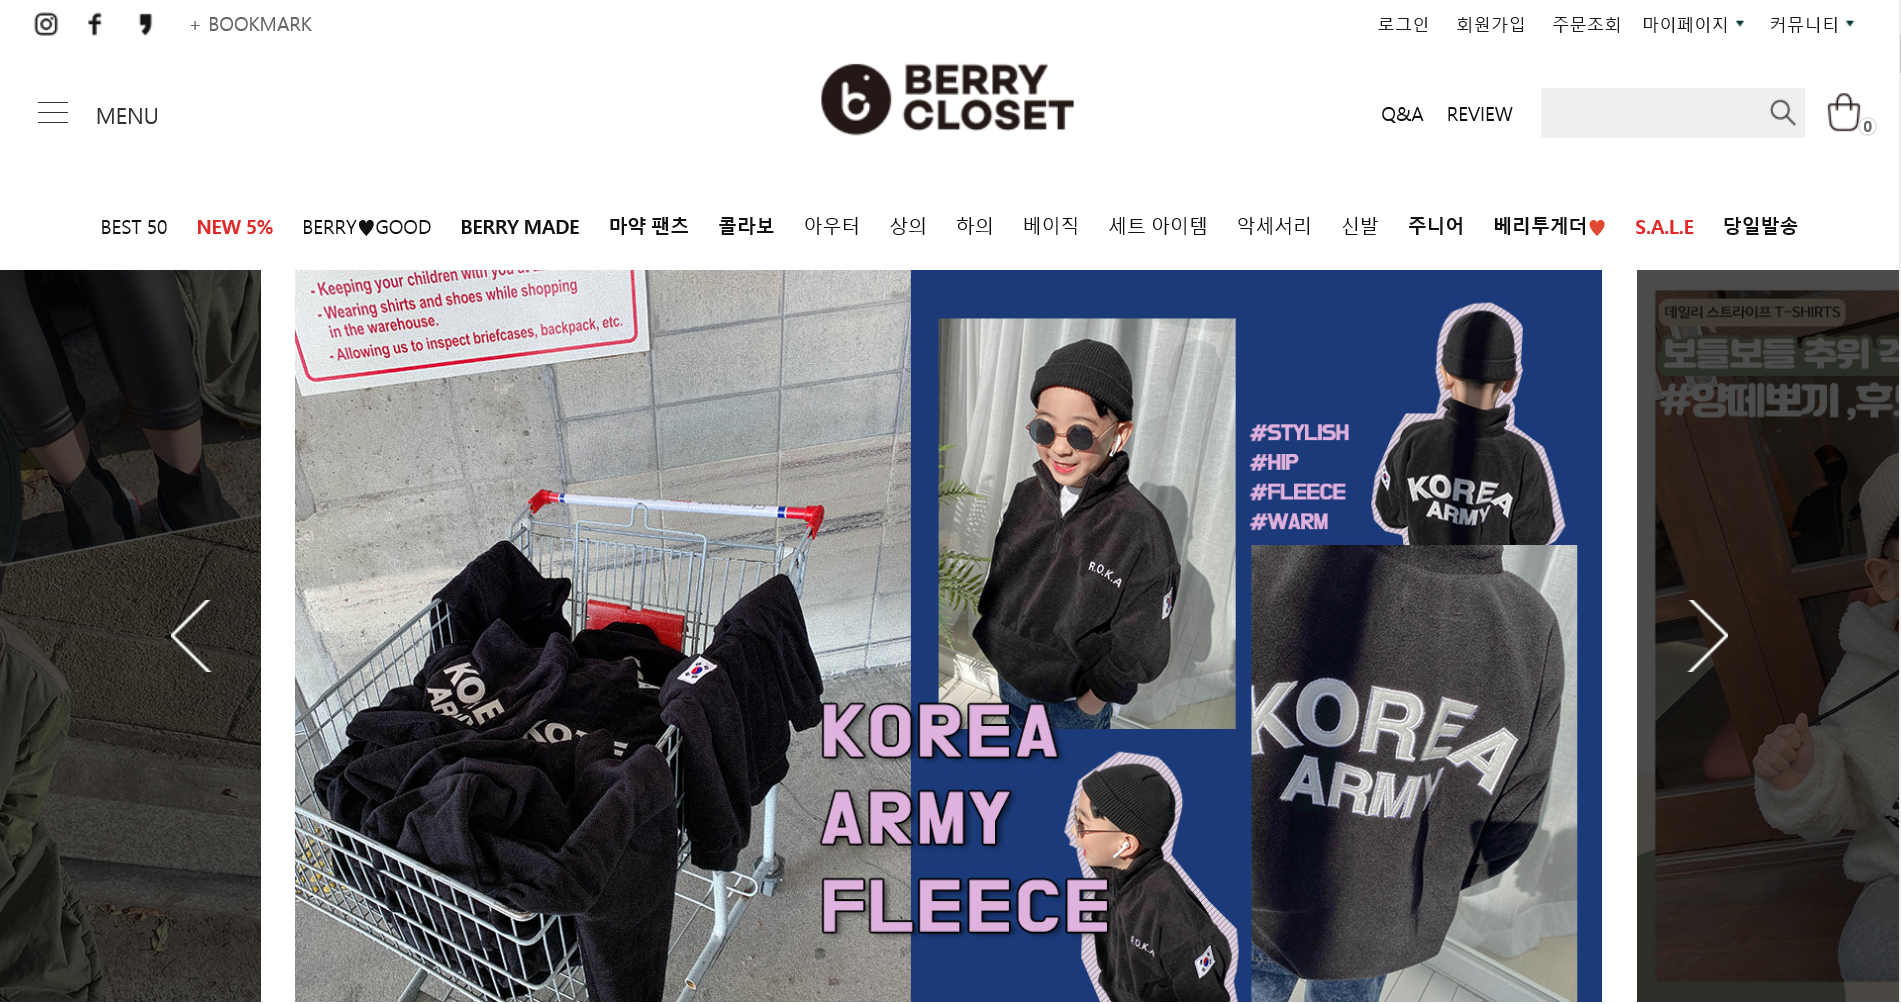 + BOOKMARK
로그인 회원가입 주문조회 마이페이지 커뮤니티
MENU
BERRY
CLOSET
Q&A REVIEW
0
BEST 50 NEW 5% BERRY♥GOOD BERRY MADE 마약 팬츠 콜라보 아우터 상의 하의 베이직 세트 아이템 악세서리 신발 주니어 베리투게더♥ S.A.L.E 당일발송
- Keeping your children with you at
- Wearing shirts and shoes while shopping
in the warehouse.
- Allowing us to inspect briefcases, backpack, etc.
#STYLISH
#HIP
#FLEECE
#WARM
KOREA
ARMY
R.O.K.A
KOREA
ARMY
KOREA
ARMY
FLEECE
R.O.K.A
데일리 스트라이프 T-SHIRTS
보들보들 추위
#양떼뽀끼